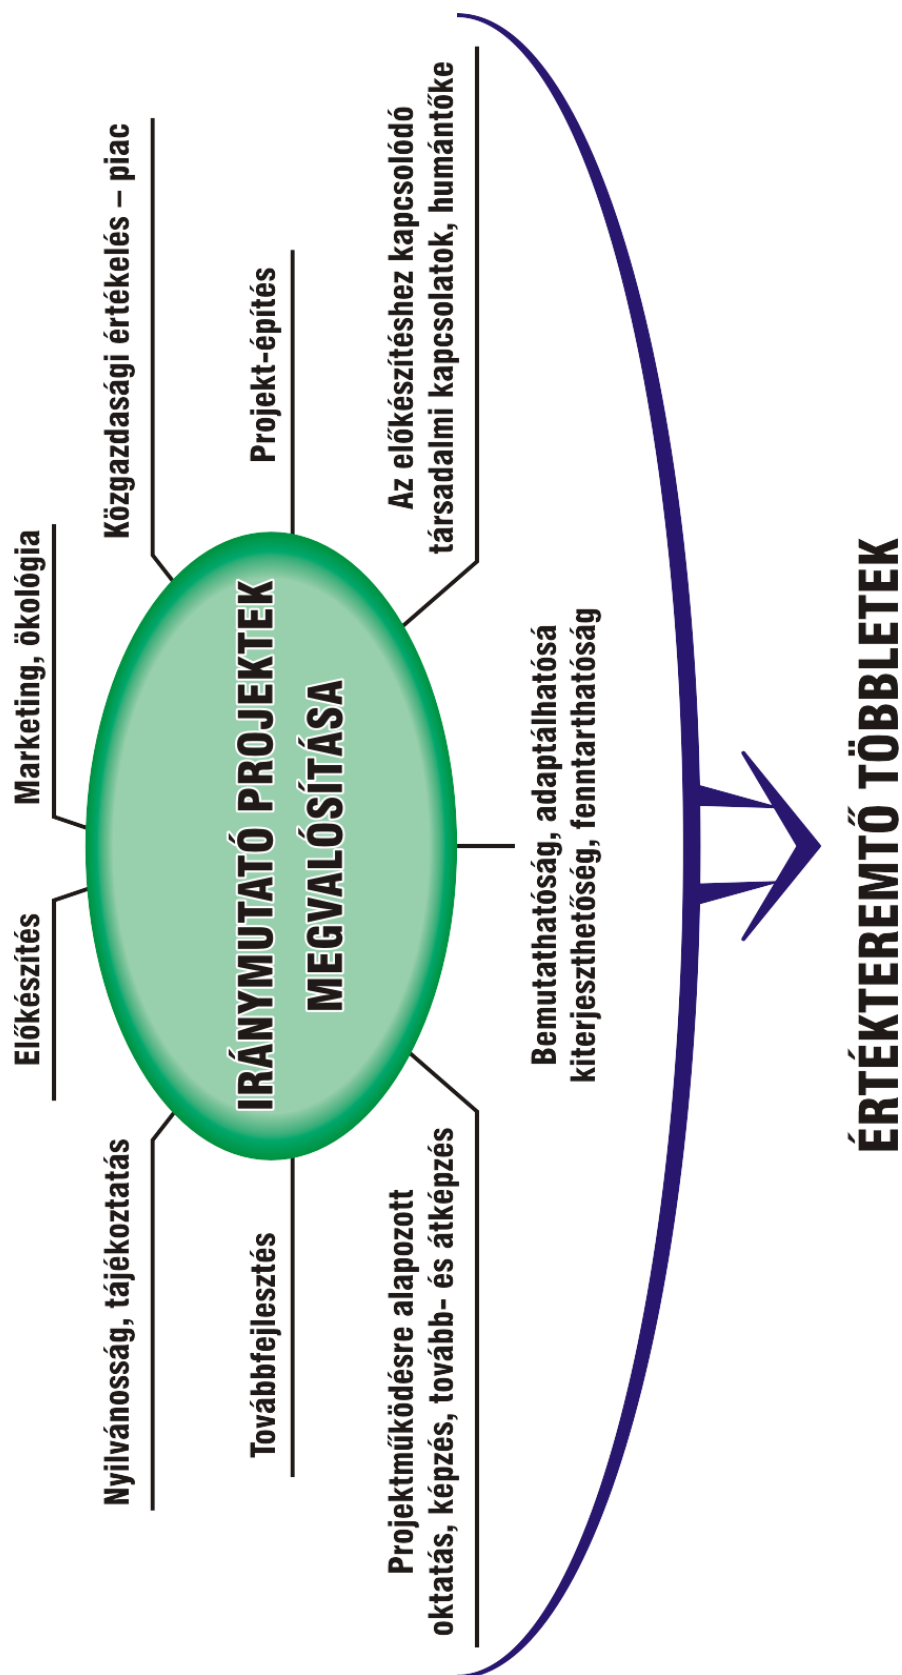 Előkészítés
Marketing, ökológia
Nyilvánosság, tájékoztatás
Közgazdasági értékelés – piac
Továbbfejlesztés
IRÁNYMUTATÓ PROJEKTEK
MEGVALÓSÍTÁSA
Projekt-építés
Projektműködésre alapozott
oktatás, képzés, tovább- és átképzés
Az előkészítéshez kapcsolódó
társadalmi kapcsolatok, humántőke
Bemutathatóság, adaptálhatósá
kiterjeszthetőség, fenntarthatóság
ÉRTÉKTEREMTŐ TÖBBLETEK